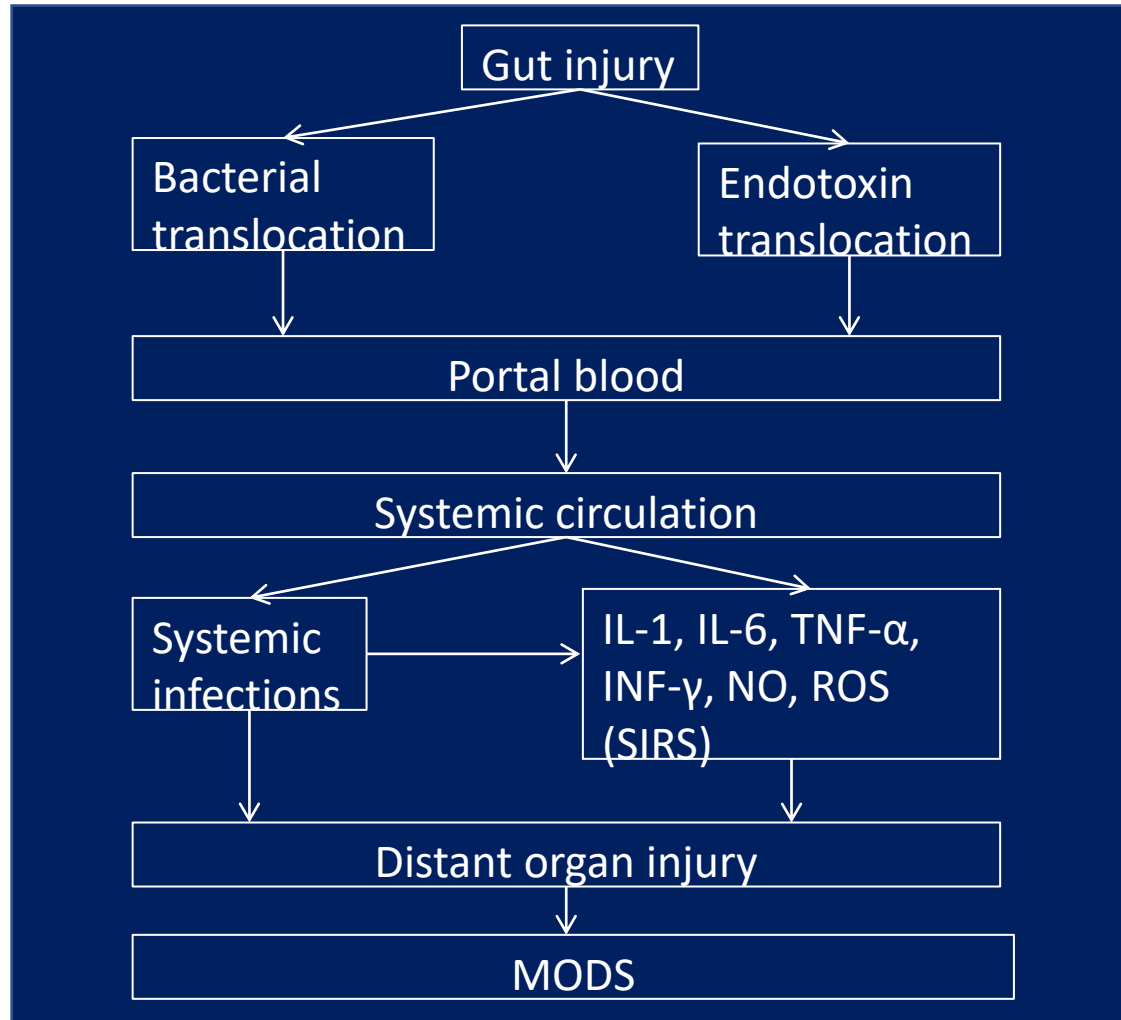 Gut injury
Bacterial
translocation
Endotoxin
translocation
Portal blood
Systemic circulation
Systemic
infections
IL-1, IL-6, TNF-α,
INF-γ, NO, ROS
(SIRS)
Distant organ injury
MODS